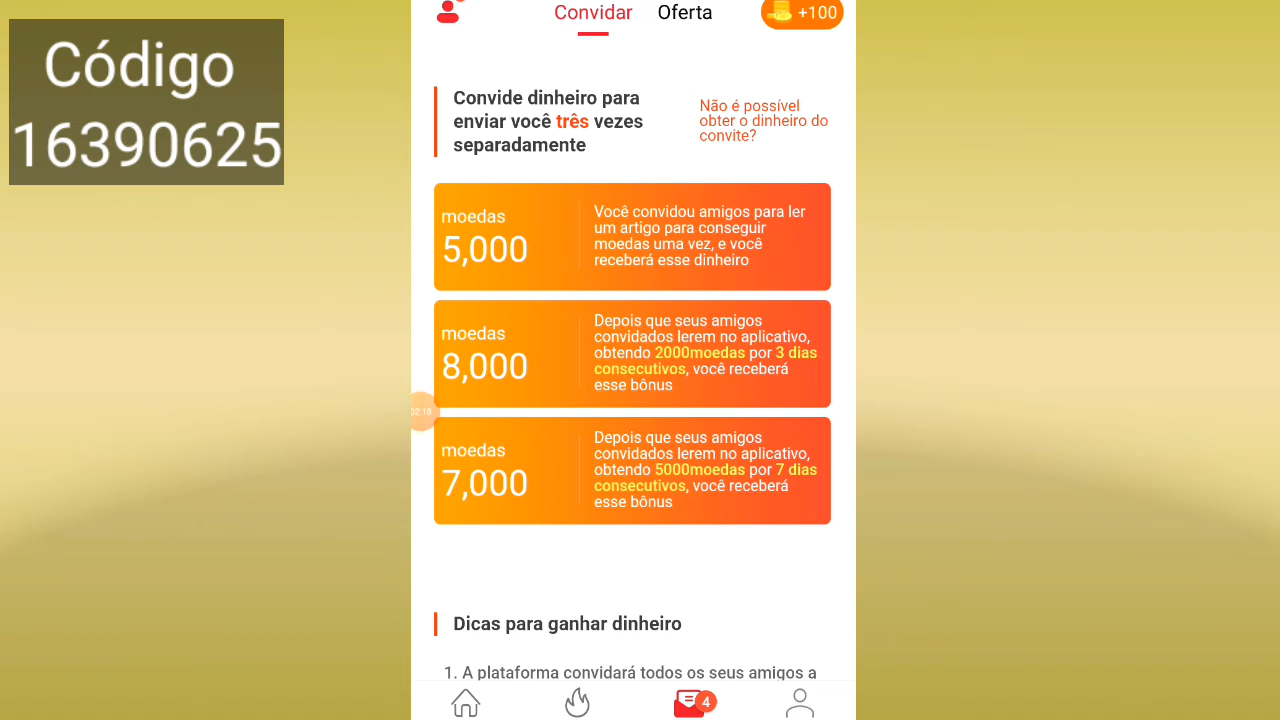 Código
16390625
Convidar Oferta +100
Convide dinheiro para
enviar você três vezes
separadamente
Não é possível
obter o dinheiro do
convite?
moedas
5,000
Você convidou amigos para ler
um artigo para conseguir
moedas uma vez, e você
receberá esse dinheiro
moedas
8,000
Depois que seus amigos
convidados lerem no aplicativo,
obtendo 2000moedas por 3 dias
consecutivos, você receberá
esse bônus
02:18
moedas
7,000
Depois que seus amigos
convidados lerem no aplicativo,
obtendo 5000moedas por 7 dias
consecutivos, você receberá
esse bônus
Dicas para ganhar dinheiro
1. A plataforma convidará todos os seus amigos a
4